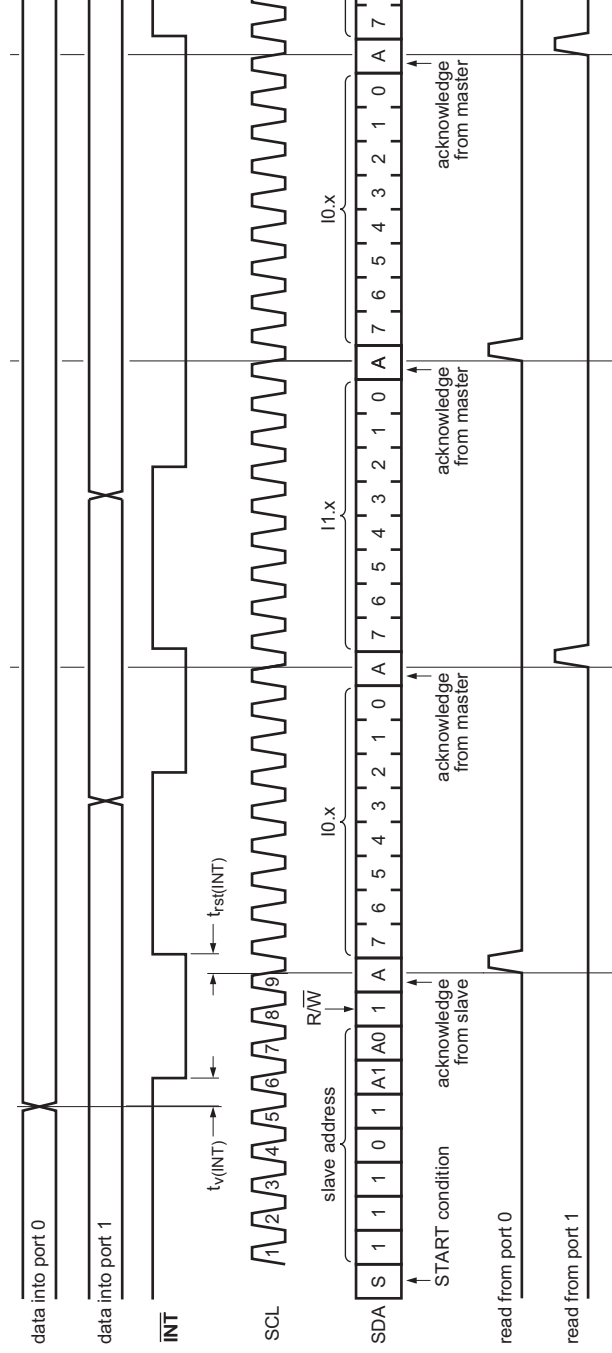 data into port 0
data into port 1
INT
tv(INT)
trst(INT)
SCL
1 2 3 4 5 6 7 8 9
R/W
slave address
I0.x
I1.x
I0.x
SDA
S 1 1 1 0 1 A1 A0 1 A 7 6 5 4 3 2 1 0 A 7 6 5 4 3 2 1 0 A 7 6 5 4 3 2 1 0 A 7
START condition
acknowledge
from slave
acknowledge
from master
acknowledge
from master
acknowledge
from master
read from port 0
read from port 1